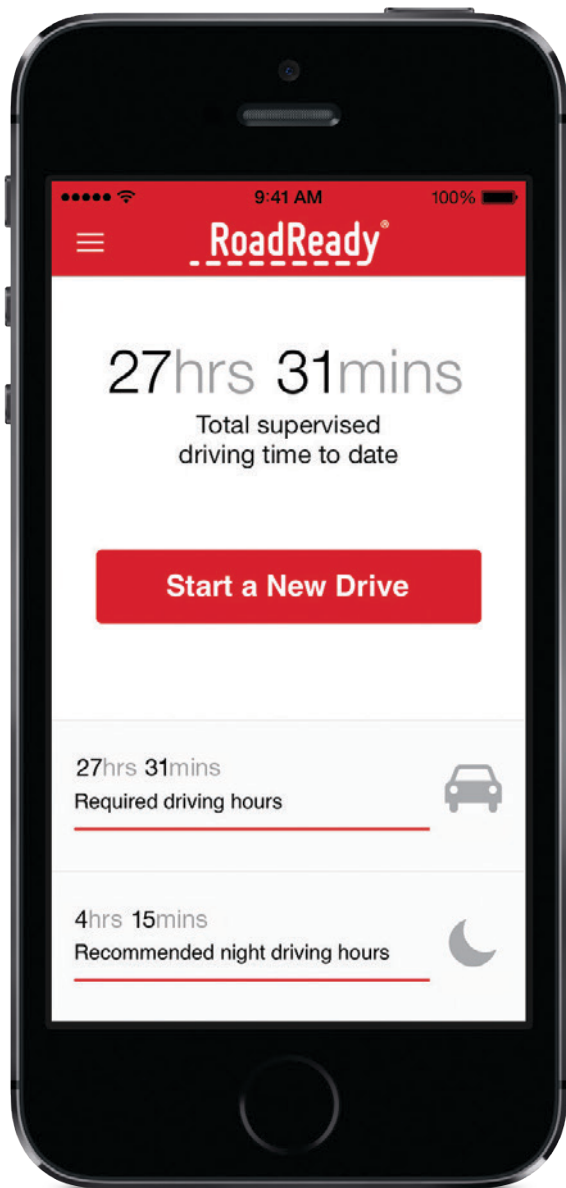 9:41 AM 100%
RoadReady®
27hrs 31mins
Total supervised
driving time to date
Start a New Drive
27hrs 31mins
Required driving hours
4hrs 15mins
Recommended night driving hours